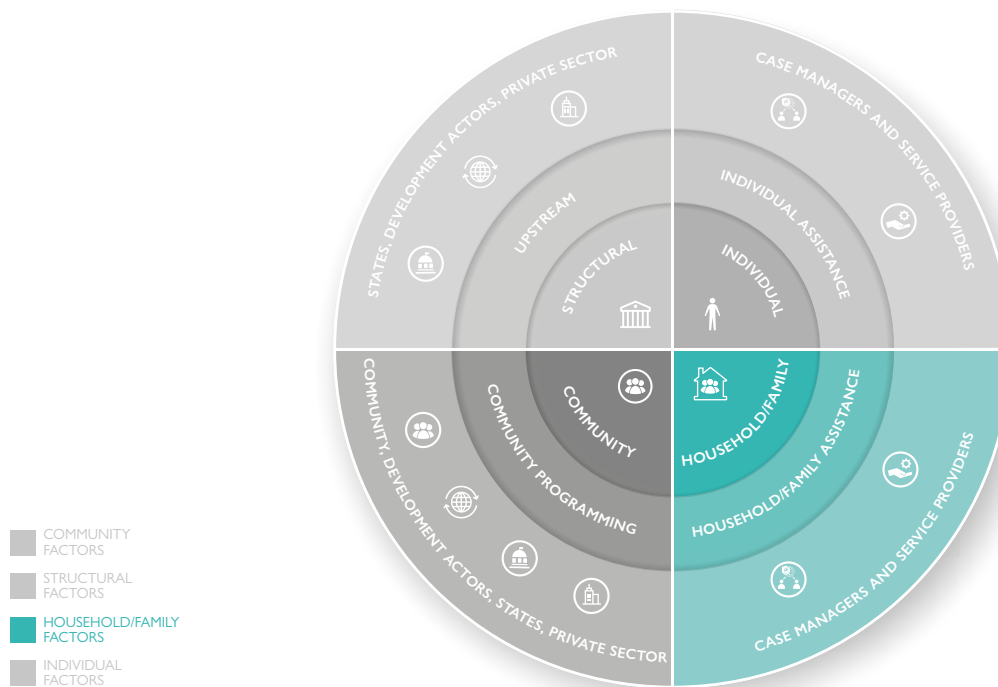 STATES, DEVELOPMENT ACTORS, PRIVATE SECTOR
UPSTREAM
STRUCTURAL
CASE MANAGERS AND SERVICE PROVIDERS
INDIVIDUAL ASSISTANCE
INDIVIDUAL
COMMUNITY
COMMUNITY PROGRAMMING
COMMUNITY, DEVELOPMENT ACTORS, STATES, PRIVATE SECTOR
HOUSEHOLD/FAMILY
HOUSEHOLD/FAMILY ASSISTANCE
CASE MANAGERS AND SERVICE PROVIDERS
COMMUNITY
FACTORS
STRUCTURAL
FACTORS
HOUSEHOLD/FAMILY
FACTORS
INDIVIDUAL
FACTORS